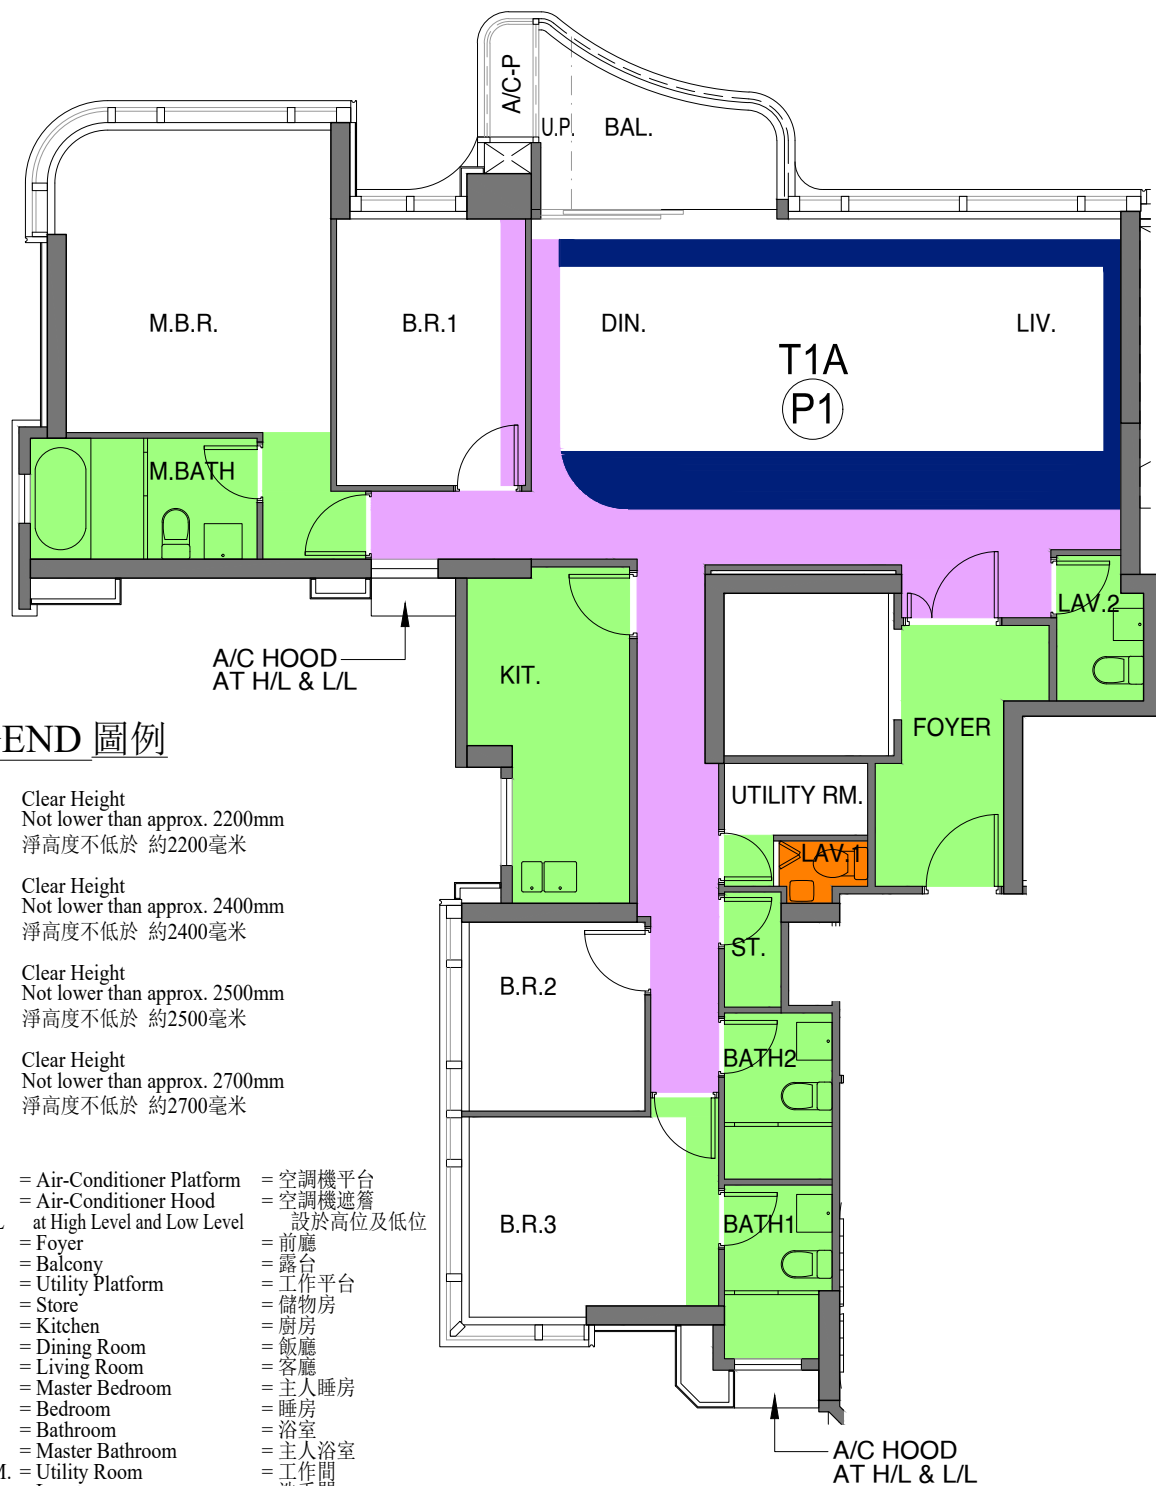 A/C-P
U.P.
BAL.
M.B.R.
B.R.1
DIN.
LIV.
T1A
P1
M.BATH
LAV.2
A/C HOOD
AT H/L & L/L
KIT.
FOYER
UTILITY RM.
LAV.1
ST.
B.R.2
BATH2
B.R.3
BATH1
A/C HOOD
AT H/L & L/L
END 圖例
Clear Height
Not lower than approx. 2200mm
淨高度不低於 約2200毫米
Clear Height
Not lower than approx. 2400mm
淨高度不低於 約2400毫米
Clear Height
Not lower than approx. 2500mm
淨高度不低於 約2500毫米
Clear Height
Not lower than approx. 2700mm
淨高度不低於 約2700毫米
= Air-Conditioner Platform = 空調機平台
= Air-Conditioner Hood = 空調機遮簷
at High Level and Low Level 設於高位及低位
= Foyer = 前廳
= Balcony = 露台
= Utility Platform = 工作平台
= Store = 儲物房
= Kitchen = 廚房
= Dining Room = 飯廳
= Living Room = 客廳
= Master Bedroom = 主人睡房
= Bedroom = 睡房
= Bathroom = 浴室
= Master Bathroom = 主人浴室
M. = Utility Room = 工作間